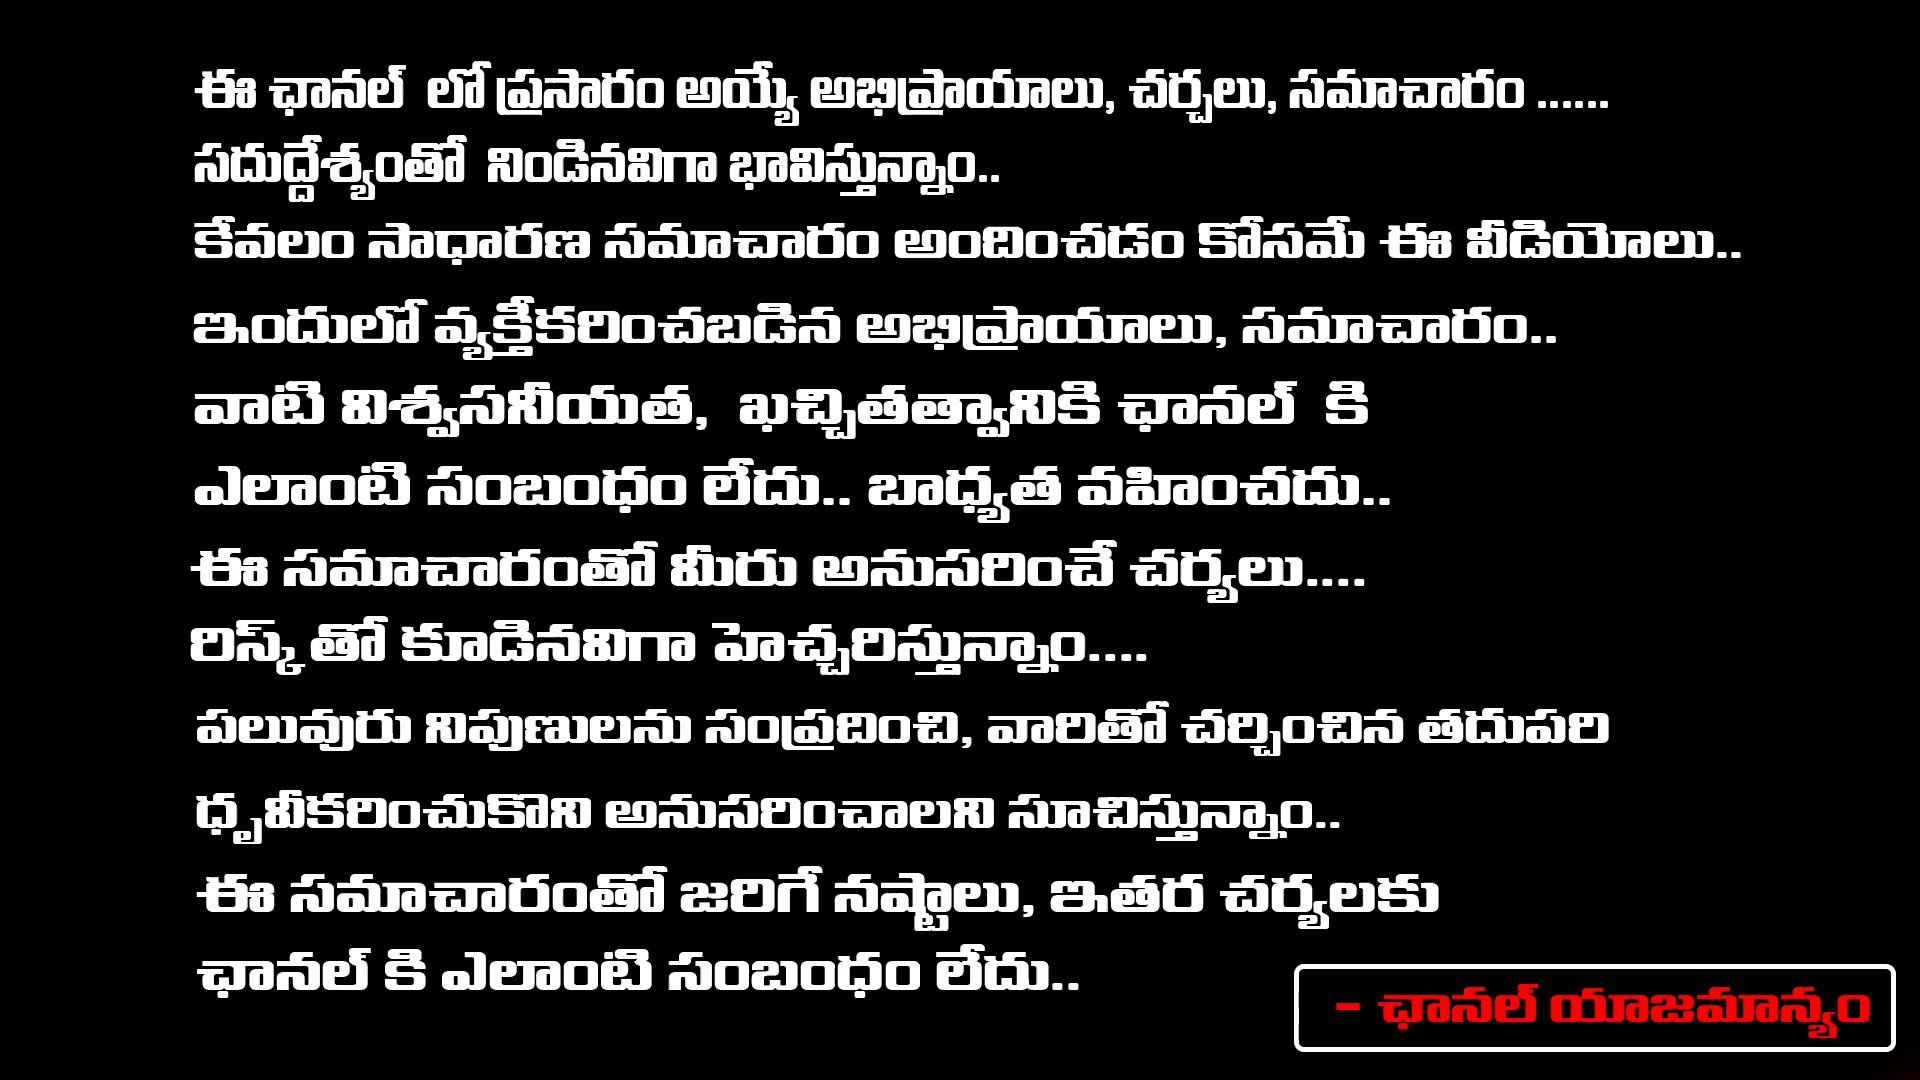 ఈ ఛానల్ లో ప్రసారం అయ్యే అభిప్రాయాలు, చర్చలు, సమాచారం ......
సదుద్దేశ్యంతో నిండినవిగా భావిస్తున్నాం..
కేవలం సాధారణ సమాచారం అందించడం కోసమే ఈ వీడియోలు..
ఇందులో వ్యక్తీకరించబడిన అభిప్రాయాలు, సమాచారం..
వాటి విశ్వసనీయత, ఖచ్చితత్వానికి ఛానల్ కి
ఎలాంటి సంబంధం లేదు.. బాధ్యత వహించదు..
ఈ సమాచారంతో మీరు అనుసరించే చర్యలు....
రిస్క్ తో కూడినవిగా హెచ్చరిస్తున్నాం....
పలువురు నిపుణులను సంప్రదించి, వారితో చర్చించిన తదుపరి
ధృవీకరించుకొని అనుసరించాలని సూచిస్తున్నాం..
ఈ సమాచారంతో జరిగే నష్టాలు, ఇతర చర్యలకు
ఛానల్ కి ఎలాంటి సంబంధం లేదు..
- ఛానల్ యాజమాన్యం